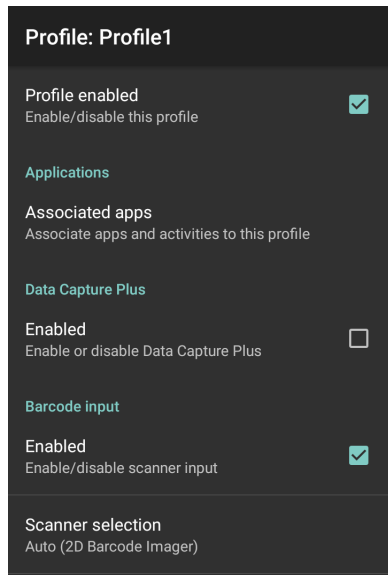 Profile: Profile1
Profile enabled
Enable/disable this profile
Applications
Associated apps
Associate apps and activities to this profile
Data Capture Plus
Enabled
Enable or disable Data Capture Plus
Barcode input
Enabled
Enable/disable scanner input
Scanner selection
Auto (2D Barcode Imager)